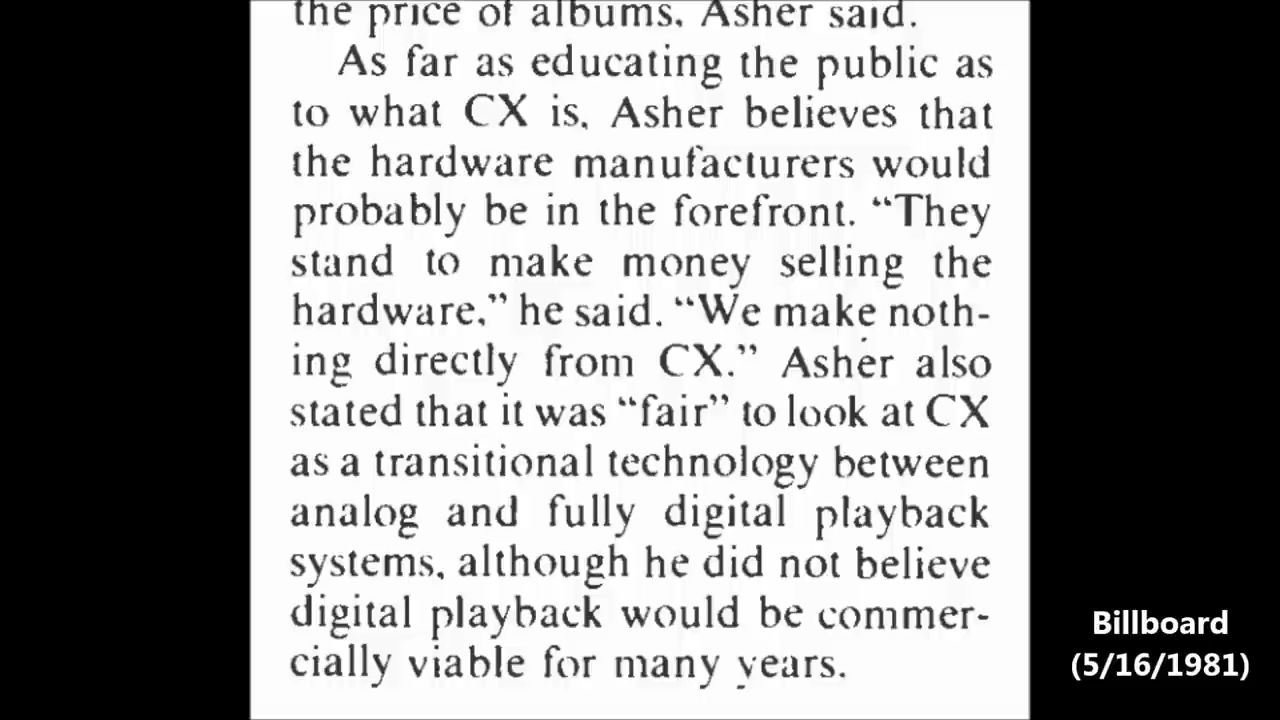 the price of albums, Asher said.
As far as educating the public as
to what CX is, Asher believes that
the hardware manufacturers would
probably be in the forefront. “They
stand to make money selling the
hardware,” he said. “We make noth-
ing directly from CX.” Asher also
stated that it was “fair” to look at CX
as a transitional technology between
analog and fully digital playback
systems, although he did not believe
digital playback would be commer-
cially viable for many years.
Billboard
(5/16/1981)